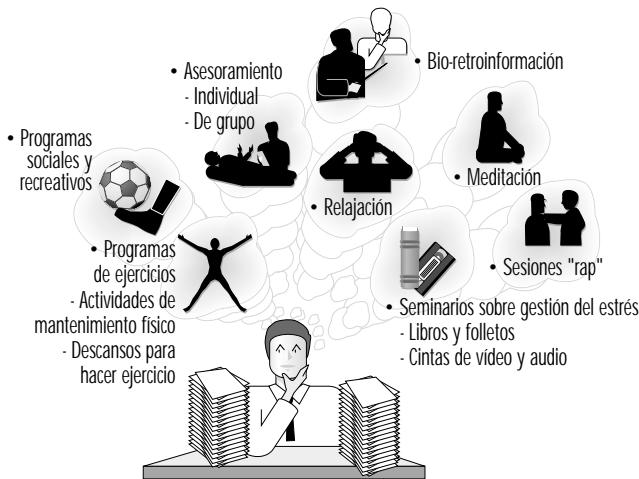 • Bio-retroinformación
• Asesoramiento
- Individual
- De grupo
• Programas
sociales y
recreativos
• Meditación
• Relajación
• Programas
de ejercicios
- Actividades de
mantenimiento físico
- Descansos para
hacer ejercicio
• Sesiones "rap"
• Seminarios sobre gestión del estrés
- Libros y folletos
- Cintas de vídeo y audio